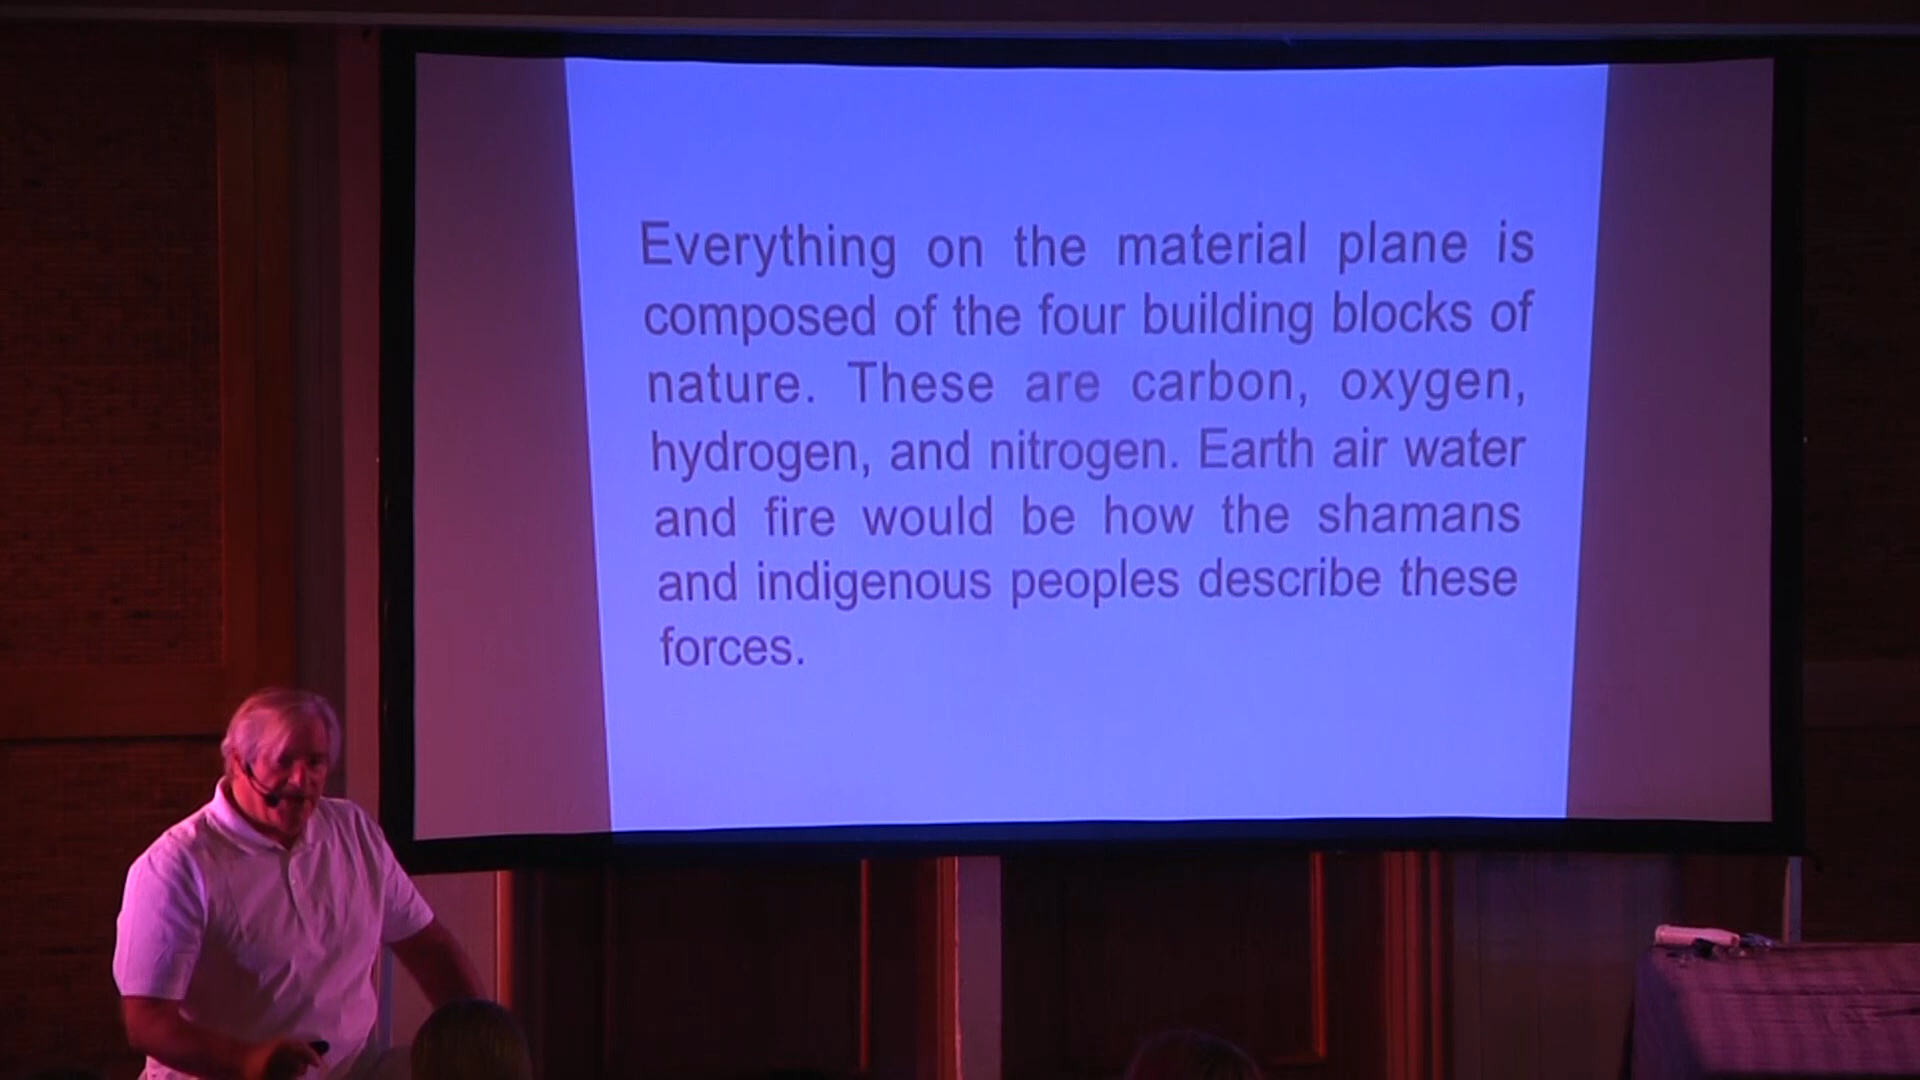 Everything on the material plane is
composed of the four building blocks of
nature. These are carbon, oxygen,
hydrogen, and nitrogen. Earth air water
and fire would be how the shamans
and indigenous peoples describe these
forces.